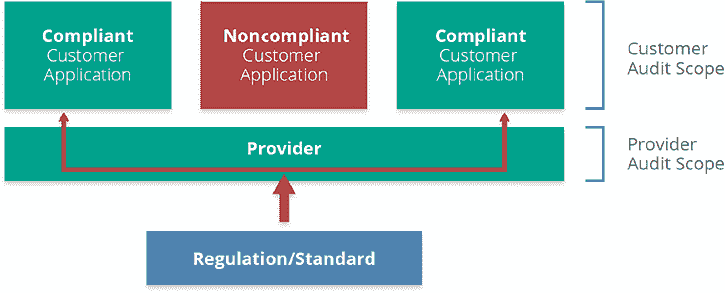 Compliant
Customer
Application
Noncompliant
Customer
Application
Compliant
Customer
Application
Customer
Audit Scope
Provider
Provider
Audit Scope
Regulation/Standard